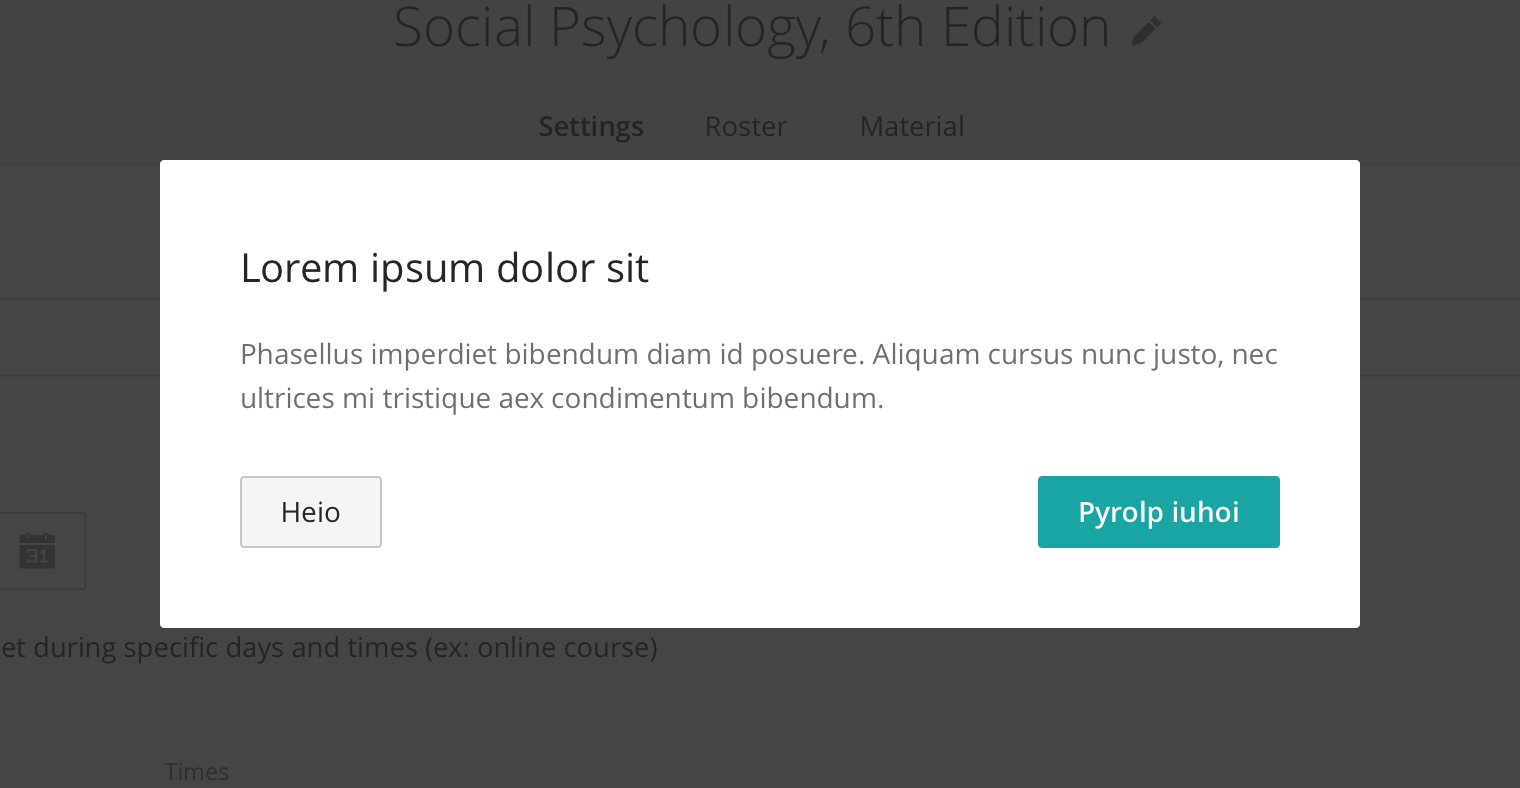 Social Psychology, 6th Edition
Settings Roster Material
Lorem ipsum dolor sit
Phasellus imperdiet bibendum diam id posuere. Aliquam cursus nunc justo, nec
ultrices mi tristique aex condimentum bibendum.
Heio Pyrolp iuhoi
31
et during specific days and times (ex: online course)
Times